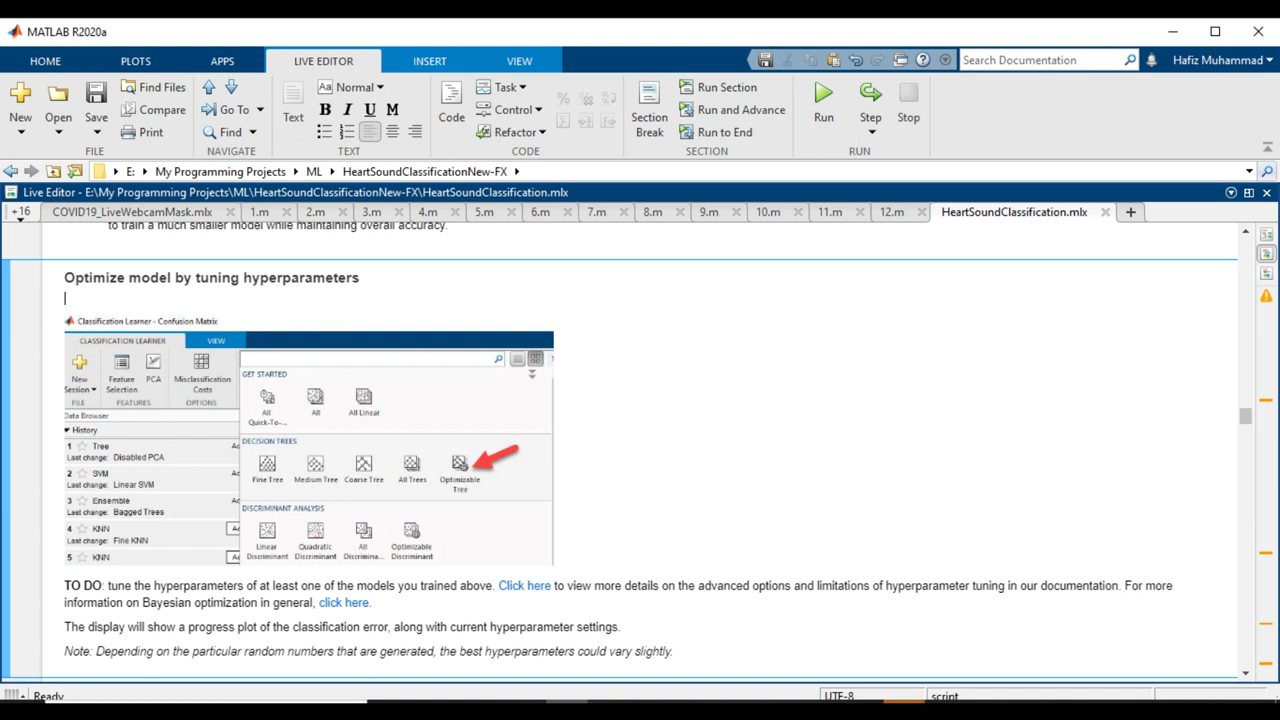 MATLAB R2020a
HOME PLOTS APPS LIVE EDITOR INSERT VIEW
Search Documentation
Hafiz Muhammad
New Open Save
Find Files
Compare
Print
FILE
Go To
Find
NAVIGATE
Text
Aa Normal
B I U M
TEXT
Code
Task
Control
Refactor
CODE
Section
Break
Run Section
Run and Advance
Run to End
SECTION
Run Step Stop
RUN
E: My Programming Projects ML HeartSoundClassificationNew-FX
Live Editor - E:\My Programming Projects\ML\HeartSoundClassificationNew-FX\HeartSoundClassification.mlx
+16 COVID19_LiveWebcamMask.mlx 1.m 2.m 3.m 4.m 5.m 6.m 7.m 8.m 9.m 10.m 11.m 12.m HeartSoundClassification.mlx
to train a much smaller model while maintaining overall accuracy.
Optimize model by tuning hyperparameters
Classification Learner - Confusion Matrix
CLASSIFICATION LEARNER VIEW
New
Session
FILE
Feature
Selection
PCA
FEATURES
Misclassification
Costs
OPTIONS
Data Browser
History
1 Tree
Last change: Disabled PCA
2 SVM
Last change: Linear SVM
3 Ensemble
Last change: Bagged Trees
4 KNN
Last change: Fine KNN
5 KNN
GET STARTED
All
Quick-To-...
All
All Linear
DECISION TREES
Fine Tree Medium Tree Coarse Tree All Trees Optimizable
Tree
DISCRIMINANT ANALYSIS
Linear
Discriminant
Quadratic
Discriminant
All
Discrimina...
Optimizable
Discriminant
TO DO: tune the hyperparameters of at least one of the models you trained above. Click here to view more details on the advanced options and limitations of hyperparameter tuning in our documentation. For more
information on Bayesian optimization in general, click here.
The display will show a progress plot of the classification error, along with current hyperparameter settings.
Note: Depending on the particular random numbers that are generated, the best hyperparameters could vary slightly.
Ready
UTF-8
script